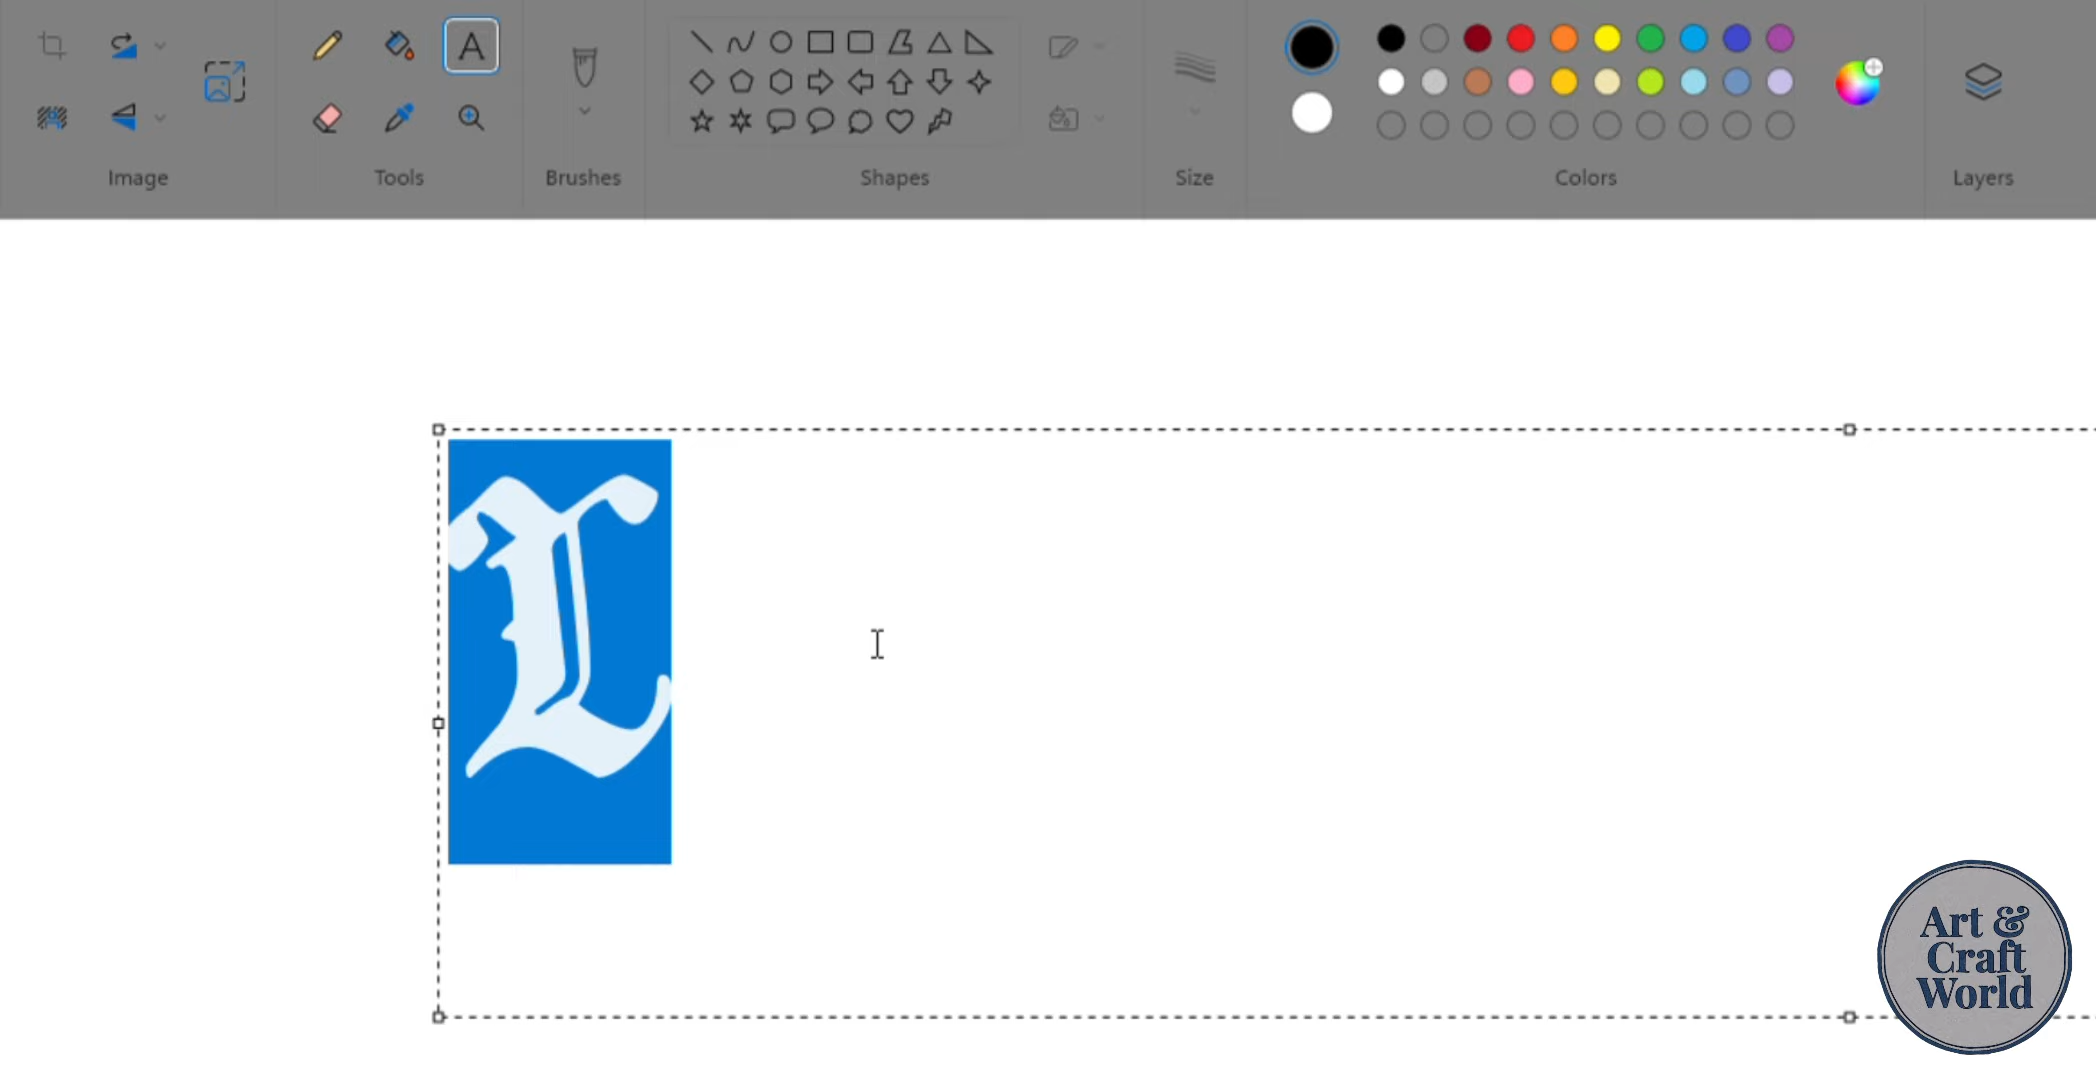 A
Image
Tools
Brushes
Shapes
Size
Colors
Layers
L
Art &
Craft
World